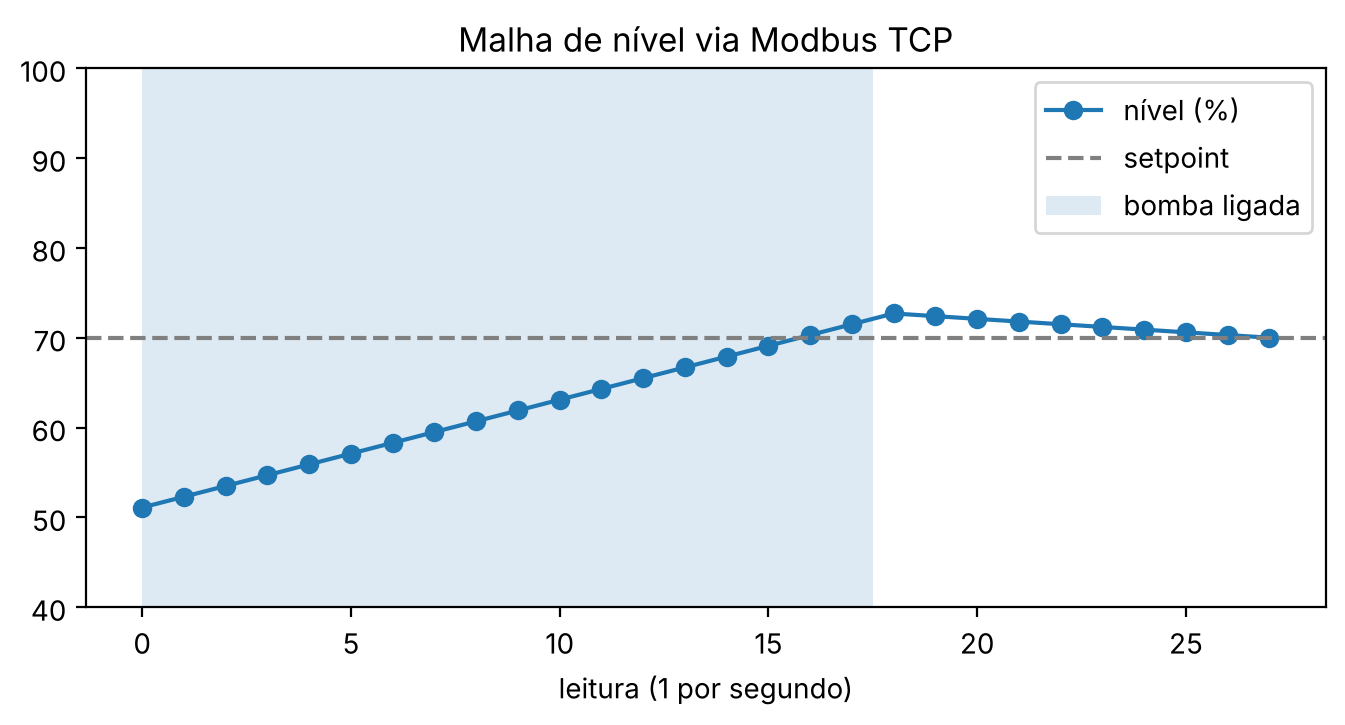 Malha de nível via Modbus TCP
100
90
80
70
60
50
40
nível (%)
setpoint
bomba ligada
0
5
10
15
20
25
leitura (1 por segundo)